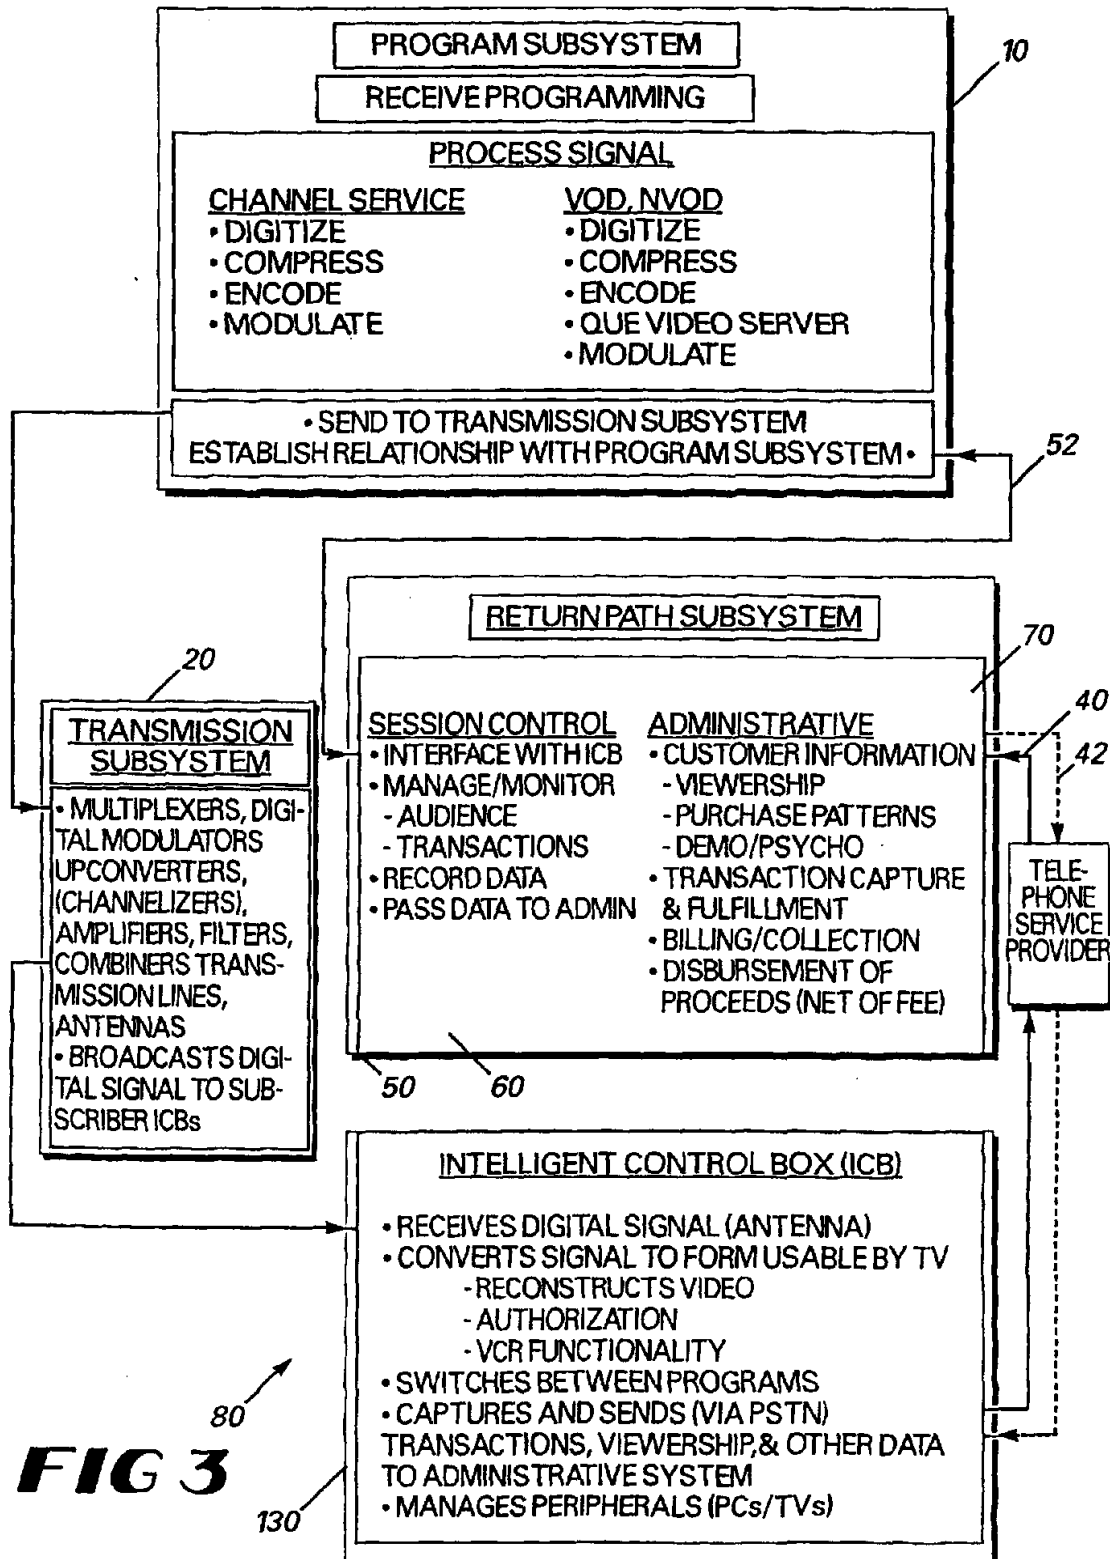 PROGRAM SUBSYSTEM
10
RECEIVE PROGRAMMING
PROCESS SIGNAL
CHANNEL SERVICE
• DIGITIZE
• COMPRESS
• ENCODE
• MODULATE
VOD, NVOD
• DIGITIZE
• COMPRESS
• ENCODE
• QUE VIDEO SERVER
• MODULATE
• SEND TO TRANSMISSION SUBSYSTEM
ESTABLISH RELATIONSHIP WITH PROGRAM SUBSYSTEM •
52
RETURN PATH SUBSYSTEM
70
SESSION CONTROL
• INTERFACE WITH ICB
• MANAGE/MONITOR
- AUDIENCE
- TRANSACTIONS
• RECORD DATA
• PASS DATA TO ADMIN
ADMINISTRATIVE
• CUSTOMER INFORMATION
- VIEWERSHIP
- PURCHASE PATTERNS
- DEMO/PSYCHO
• TRANSACTION CAPTURE
& FULFILLMENT
• BILLING/COLLECTION
• DISBURSEMENT OF
PROCEEDS (NET OF FEE)
40
42
TELE-
PHONE
SERVICE
PROVIDER
50
60
20
TRANSMISSION
SUBSYSTEM
• MULTIPLEXERS, DIGI-
TAL MODULATORS
UPCONVERTERS,
(CHANNELIZERS),
AMPLIFIERS, FILTERS,
COMBINERS TRANS-
MISSION LINES,
ANTENNAS
• BROADCASTS DIGI-
TAL SIGNAL TO SUB-
SCRIBER ICBs
INTELLIGENT CONTROL BOX (ICB)
• RECEIVES DIGITAL SIGNAL (ANTENNA)
• CONVERTS SIGNAL TO FORM USABLE BY TV
- RECONSTRUCTS VIDEO
- AUTHORIZATION
- VCR FUNCTIONALITY
• SWITCHES BETWEEN PROGRAMS
• CAPTURES AND SENDS (VIA PSTN)
TRANSACTIONS, VIEWERSHIP, & OTHER DATA
TO ADMINISTRATIVE SYSTEM
• MANAGES PERIPHERALS (PCs/TVs)
80
130
FIG 3